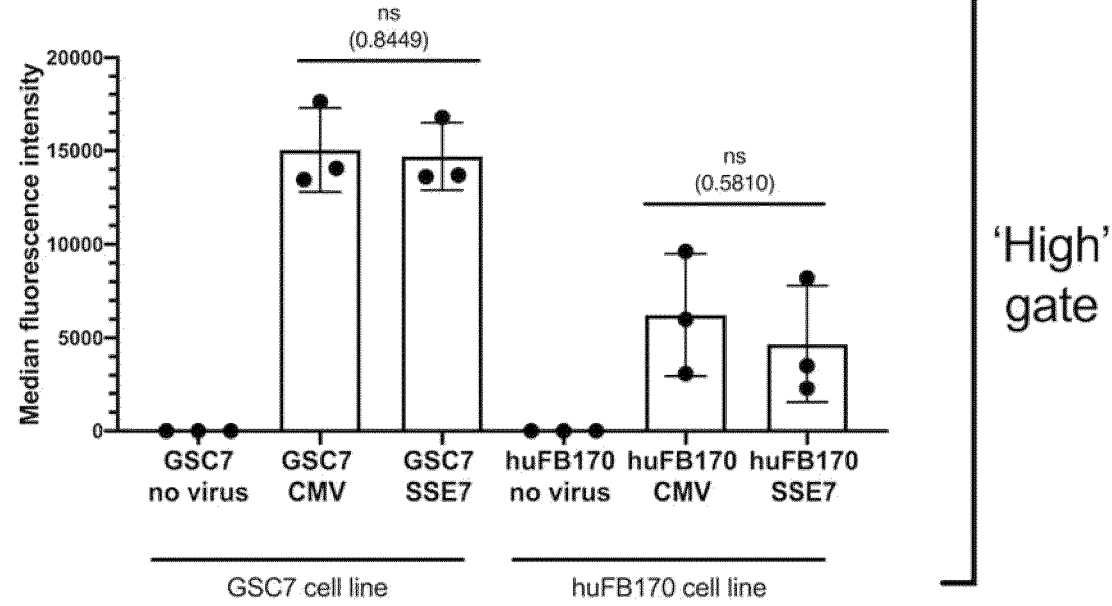 ns
(0.8449)
ns
(0.5810)
Median fluorescence intensity
20000
15000
10000
5000
0
GSC7 GSC7 GSC7 huFB170 huFB170 huFB170
no virus CMV SSE7 no virus CMV SSE7
GSC7 cell line huFB170 cell line
‘High’
gate